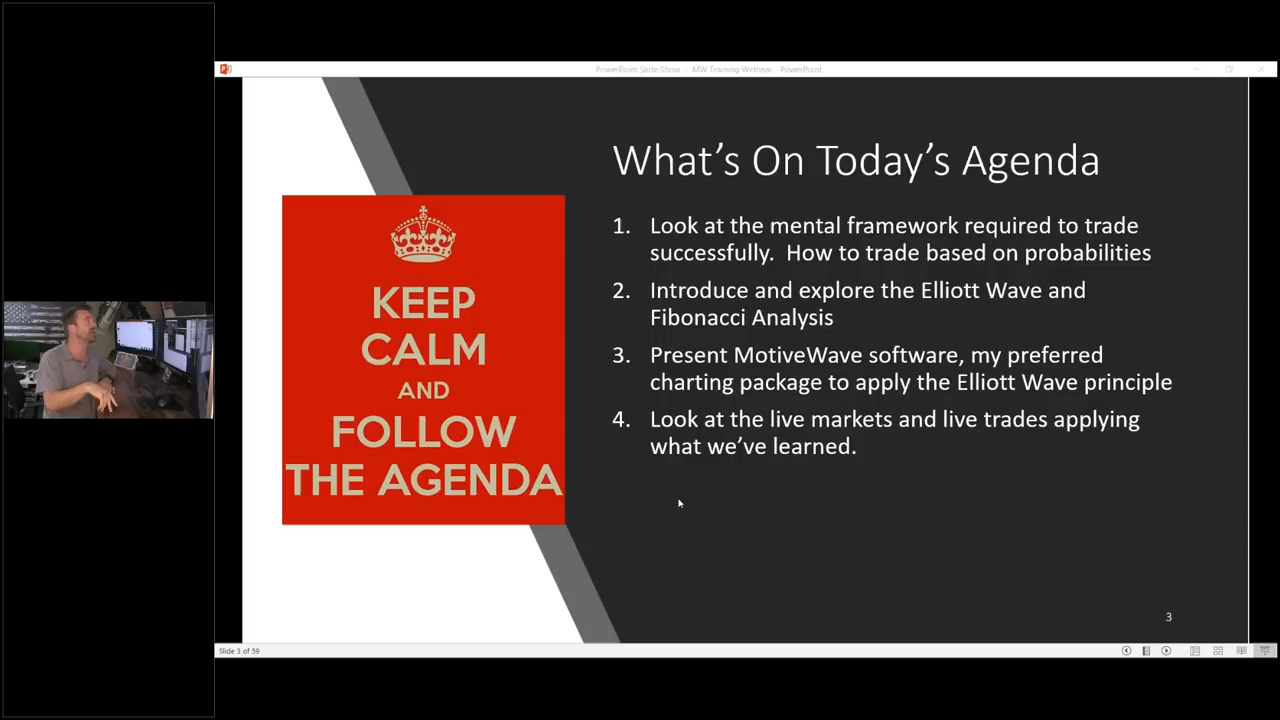 PowerPoint Slide Show - MW Training Webinar - PowerPoint
What's On Today's Agenda
1. Look at the mental framework required to trade
successfully.  How to trade based on probabilities
2. Introduce and explore the Elliott Wave and
Fibonacci Analysis
3. Present MotiveWave software, my preferred
charting package to apply the Elliott Wave principle
4. Look at the live markets and live trades applying
what we've learned.
KEEP
CALM
AND
FOLLOW
THE AGENDA
3
Slide 3 of 59